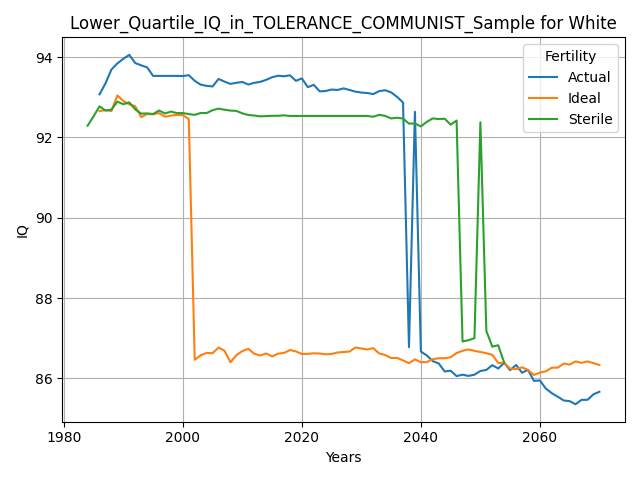 Lower_Quartile_IQ_in_TOLERANCE_COMMUNIST_Sample for White
Fertility
Actual
Ideal
Sterile
IQ
94
92
90
88
86
1980
2000
2020
2040
2060
Years